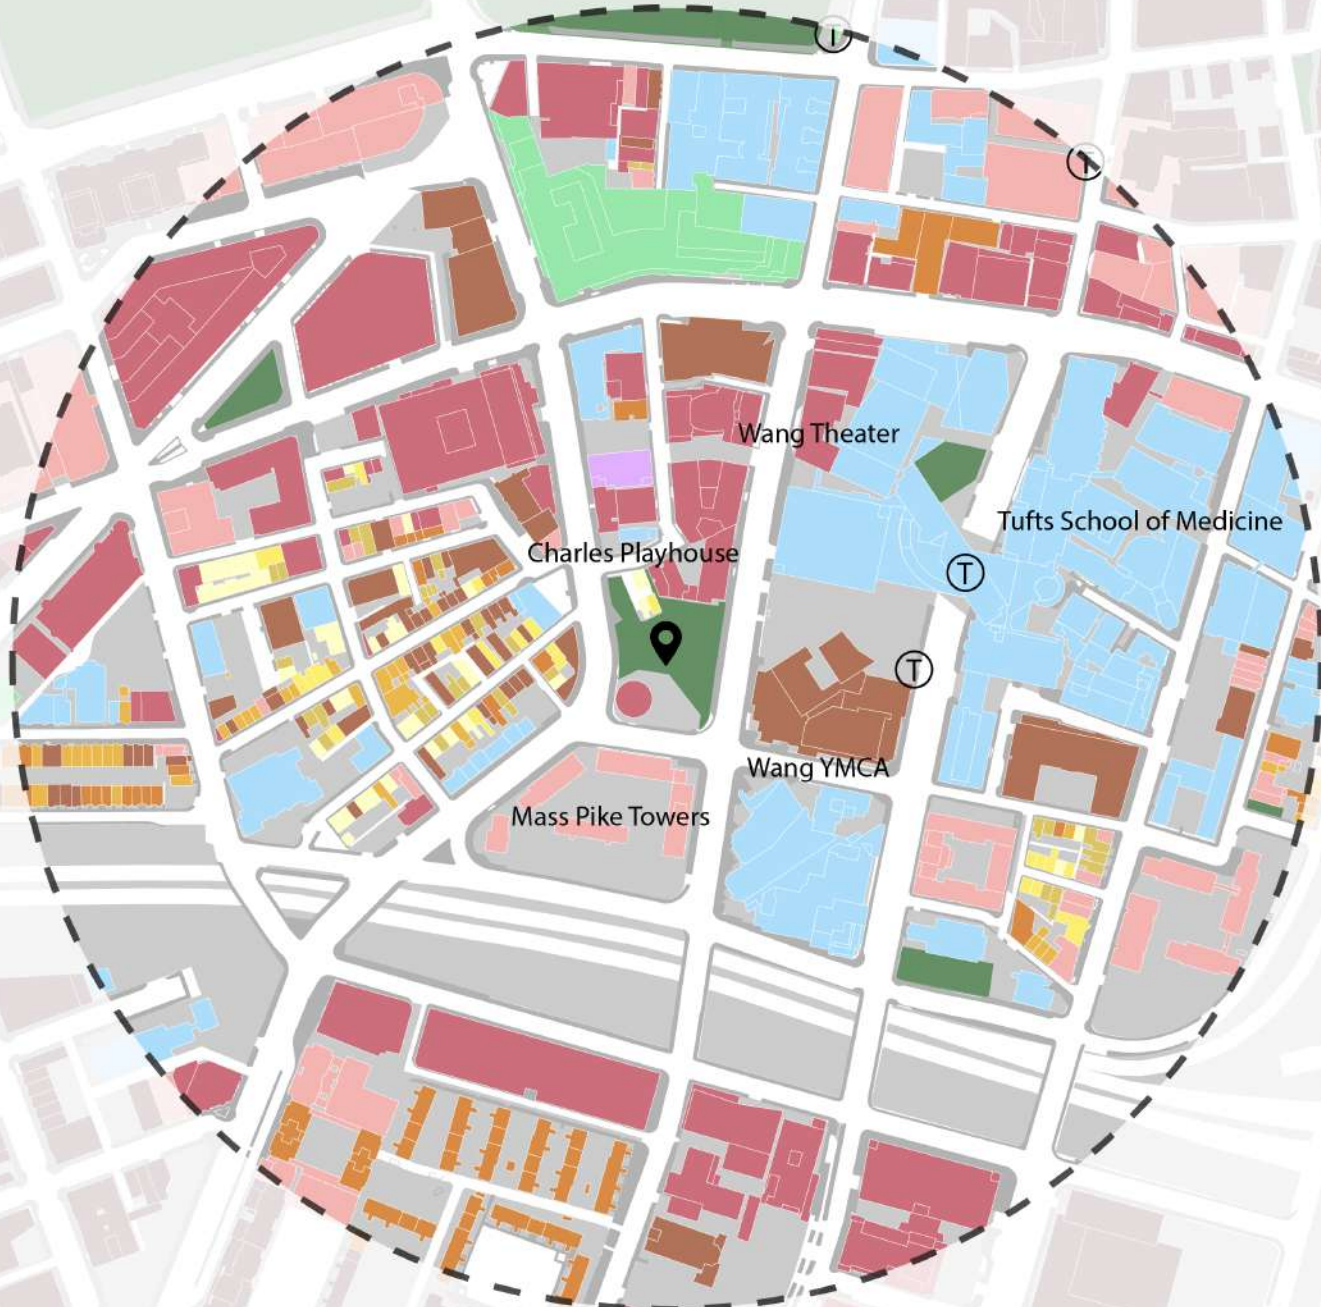 T
T
Wang Theater
Tufts School of Medicine
Charles Playhouse
T
T
Wang YMCA
Mass Pike Towers